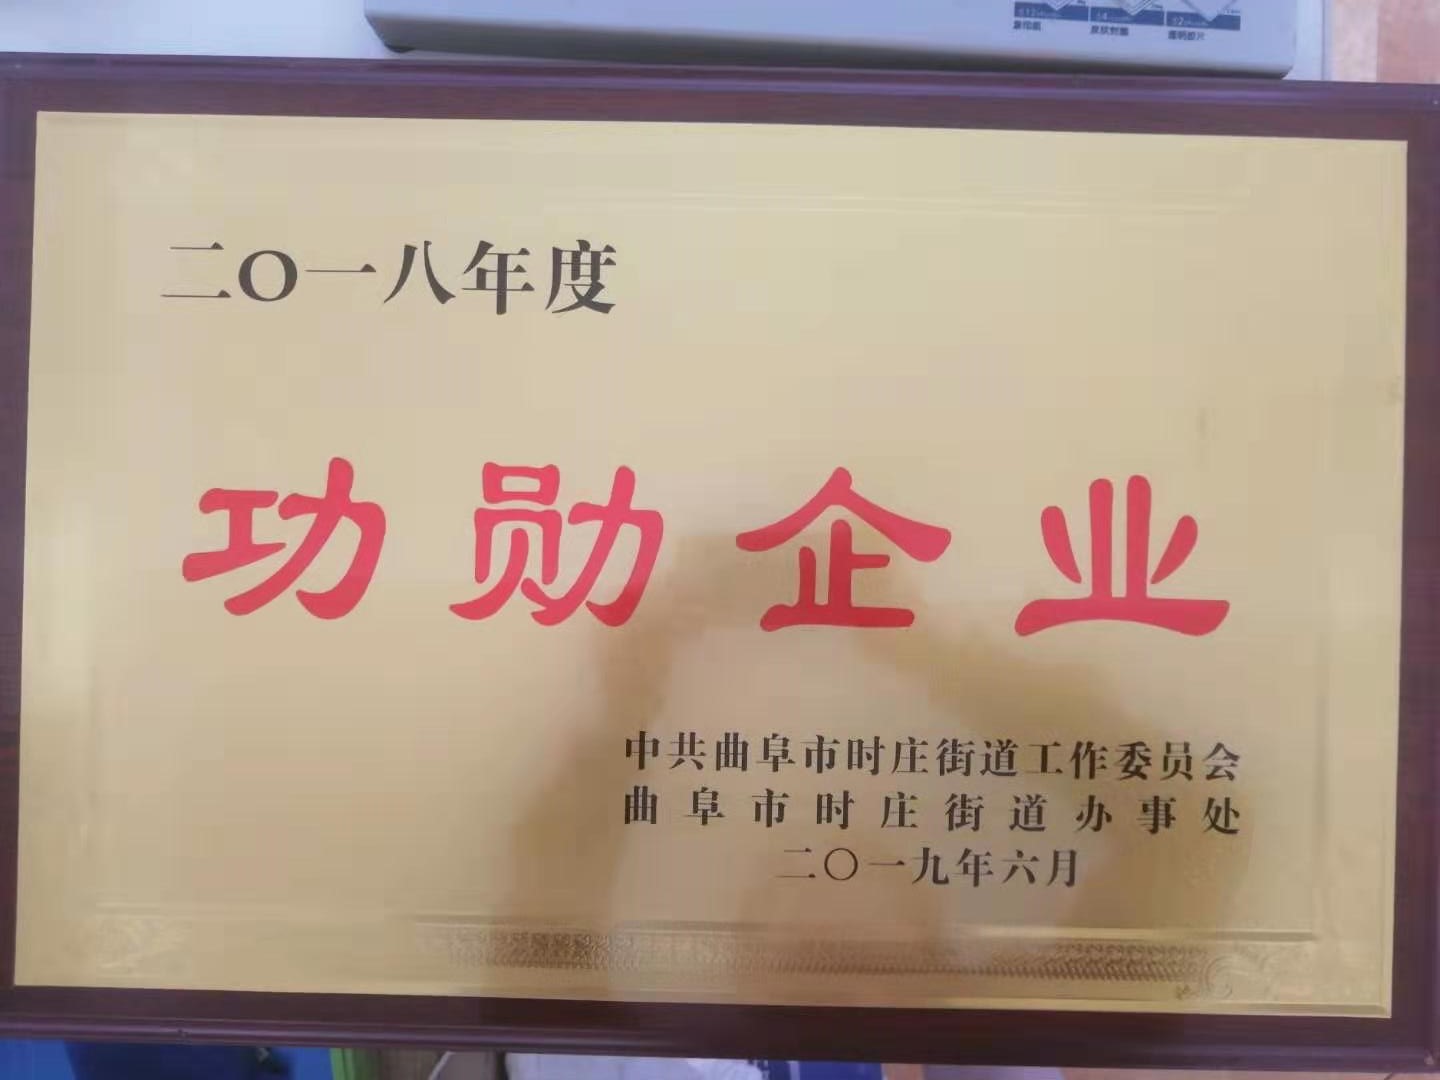 二〇一八年度
功勋企业
中共曲阜市时庄街道工作委员会
曲阜市时庄街道办事处
二〇一九年六月